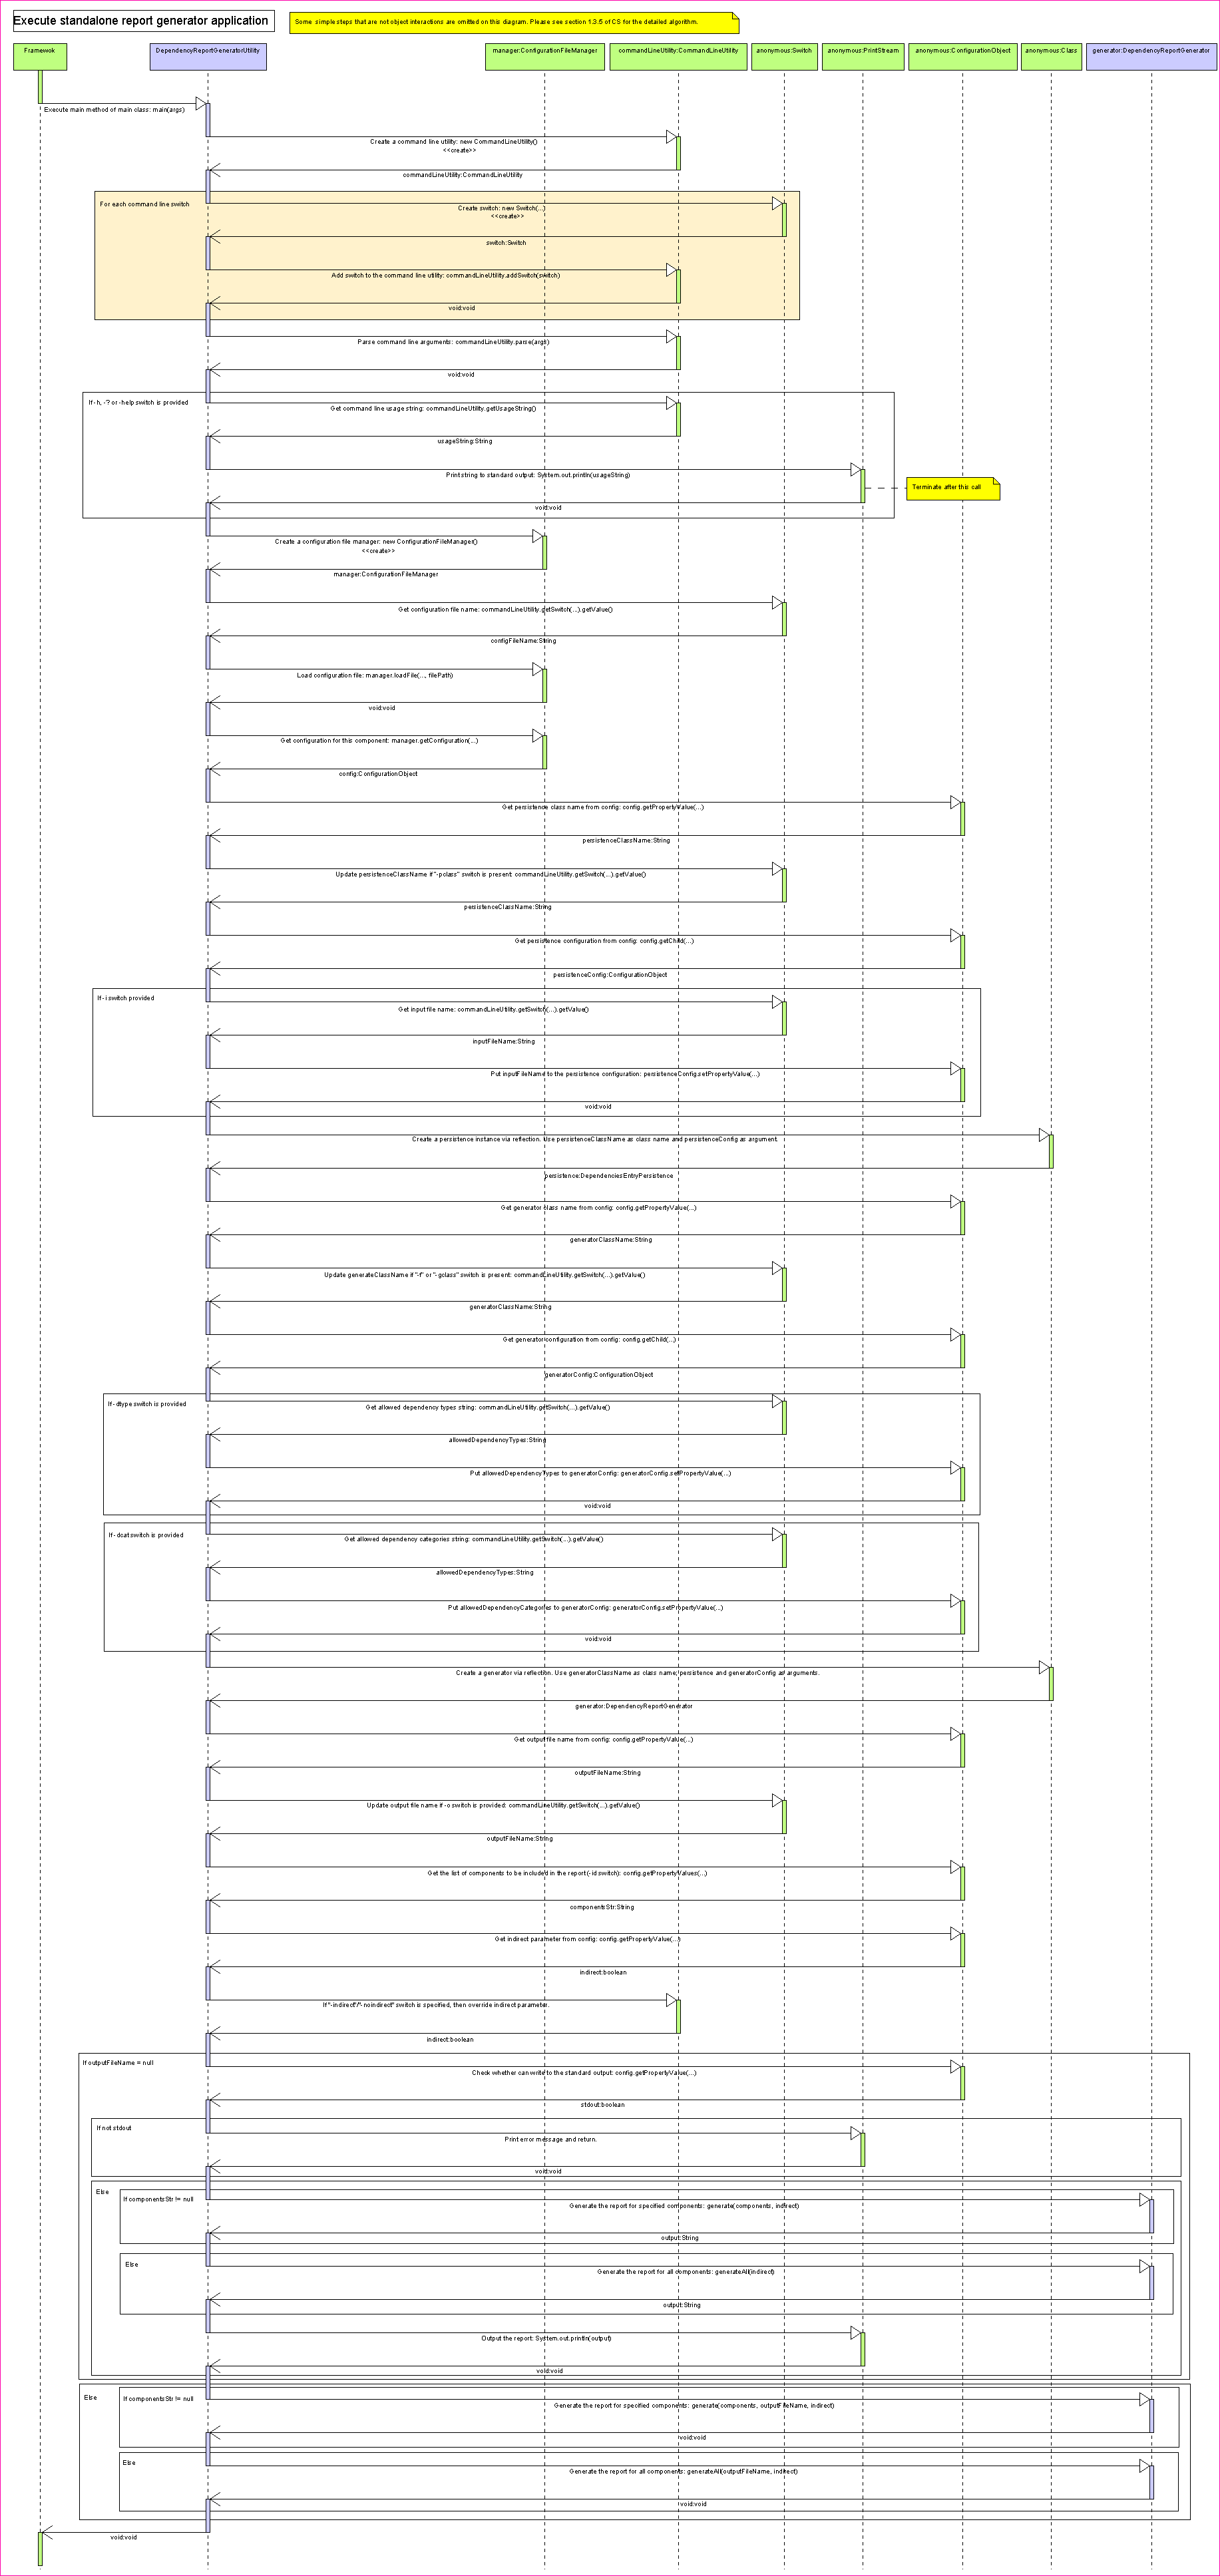 Execute standalone report generator application
Some simple steps that are not object interactions are omitted on this diagram. Please see section 1.3.5 of CS for the detailed algorithm.
Framewok
DependencyReportGeneratorUtility
manager:ConfigurationFileManager
commandLineUtility:CommandLineUtility
anonymous:Switch
anonymous:PrintStream
anonymous:ConfigurationObject
anonymous:Class
generator:DependencyReportGenerator
Execute main method of main class: main(args)
Create a command line utility: new CommandLineUtility()
<<create>>
commandLineUtility:CommandLineUtility
For each command line switch
Create switch: new Switch(...)
<<create>>
switch:Switch
Add switch to the command line utility: commandLineUtility.addSwitch(switch)
void:void
Parse command line arguments: commandLineUtility.parse(args)
void:void
If -h, -? or -help switch is provided
Get command line usage string: commandLineUtility.getUsageString()
usageString:String
Print string to standard output: System.out.println(usageString)
Terminate after this call
void:void
Create a configuration file manager: new ConfigurationFileManager()
<<create>>
manager:ConfigurationFileManager
Get configuration file name: commandLineUtility.getSwitch(...).getValue()
configFileName:String
Load configuration file: manager.loadFile(..., filePath)
void:void
Get configuration for this component: manager.getConfiguration(...)
config:ConfigurationObject
Get persistence class name from config: config.getPropertyValue(...)
persistenceClassName:String
Update persistenceClassName if "-pclass" switch is present: commandLineUtility.getSwitch(...).getValue()
persistenceClassName:String
Get persistence configuration from config: config.getChild(...)
persistenceConfig:ConfigurationObject
If -i switch provided
Get input file name: commandLineUtility.getSwitch(...).getValue()
inputFileName:String
Put inputFileName to the persistence configuration: persistenceConfig.setPropertyValue(...)
void:void
Create a persistence instance via reflection. Use persistenceClassName as class name and persistenceConfig as argument.
persistence:DependenciesEntryPersistence
Get generator class name from config: config.getPropertyValue(...)
generatorClassName:String
Update generateClassName if "-f" or "-gclass" switch is present: commandLineUtility.getSwitch(...).getValue()
generatorClassName:String
Get generator configuration from config: config.getChild(...)
generatorConfig:ConfigurationObject
If -dtype switch is provided
Get allowed dependency types string: commandLineUtility.getSwitch(...).getValue()
allowedDependencyTypes:String
Put allowedDependencyTypes to generatorConfig: generatorConfig.setPropertyValue(...)
void:void
If -dcat switch is provided
Get allowed dependency categories string: commandLineUtility.getSwitch(...).getValue()
allowedDependencyTypes:String
Put allowedDependencyCategories to generatorConfig: generatorConfig.setPropertyValue(...)
void:void
Create a generator via reflection. Use generatorClassName as class name; persistence and generatorConfig as arguments.
generator:DependencyReportGenerator
Get output file name from config: config.getPropertyValue(...)
outputFileName:String
Update output file name if -o switch is provided: commandLineUtility.getSwitch(...).getValue()
outputFileName:String
Get the list of components to be included in the report (-id switch): config.getPropertyValues(...)
componentsStr:String
Get indirect parameter from config: config.getPropertyValue(...)
indirect:boolean
If "-indirect"/"-noindirect" switch is specified, then override indirect parameter.
indirect:boolean
If outputFileName = null
Check whether can write to the standard output: config.getPropertyValue(...)
stdout:boolean
If not stdout
Print error message and return.
void:void
Else
If componentsStr != null
Generate the report for specified components: generate(components, indirect)
output:String
Else
Generate the report for all components: generateAll(indirect)
output:String
Output the report: System.out.println(output)
void:void
Else
If componentsStr != null
Generate the report for specified components: generate(components, outputFileName, indirect)
void:void
Else
Generate the report for all components: generateAll(outputFileName, indirect)
void:void
void:void